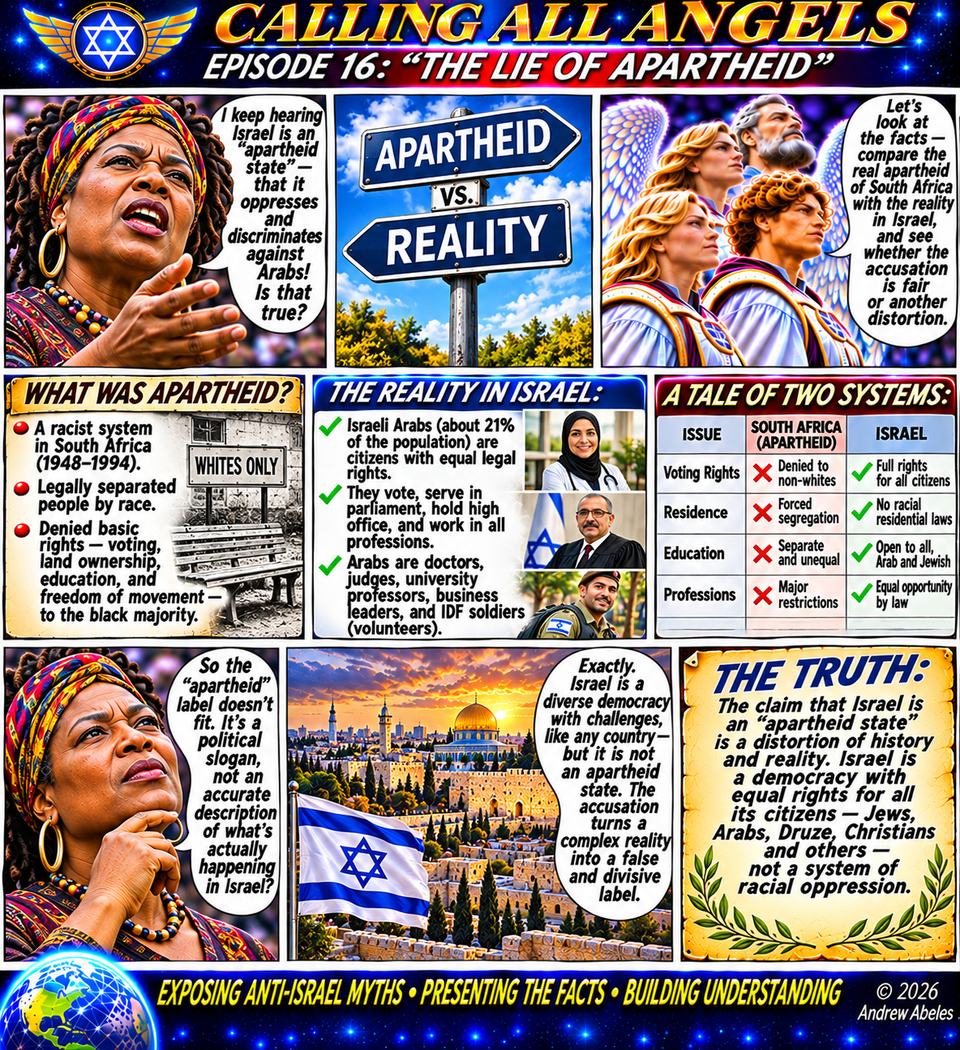 CALLING ALL ANGELS
EPISODE 16: “THE LIE OF APARTHEID”
I keep hearing
Israel is an
“apartheid
state” —
that it
oppresses
and
discriminates
against
Arabs!
Is that
true?
APARTHEID
VS.
REALITY
Let’s
look at
the facts —
compare the
real apartheid
of South Africa
with the reality
in Israel,
and see
whether the
accusation
is fair
or another
distortion.
WHAT WAS APARTHEID?
A racist system
in South Africa
(1948–1994).
Legally separated
people by race.
Denied basic
rights — voting,
land ownership,
education, and
freedom of movement —
to the black majority.
WHITES ONLY
THE REALITY IN ISRAEL:
Israeli Arabs (about 21%
of the population) are
citizens with equal legal
rights.
They vote, serve in
parliament, hold high
office, and work in all
professions.
Arabs are doctors,
judges, university
professors, business
leaders, and IDF soldiers
(volunteers).
A TALE OF TWO SYSTEMS:
ISSUE
SOUTH AFRICA
(APARTHEID)
ISRAEL
Voting Rights
Denied to
non-whites
Full rights
for all citizens
Residence
Forced
segregation
No racial
residential laws
Education
Separate
and unequal
Open to all,
Arab and Jewish
Professions
Major
restrictions
Equal opportunity
by law
So the
“apartheid”
label doesn’t
fit. It’s a
political
slogan,
not an
accurate
description
of what’s
actually
happening
in Israel?
Exactly.
Israel is a
diverse democracy
with challenges,
like any country—
but it is not
an apartheid
state. The
accusation
turns a
complex reality
into a false
and divisive
label.
THE TRUTH:
The claim that Israel is
an “apartheid state”
is a distortion of history
and reality. Israel is
a democracy with
equal rights for all
its citizens — Jews,
Arabs, Druze, Christians
and others —
not a system of
racial oppression.
EXPOSING ANTI-ISRAEL MYTHS • PRESENTING THE FACTS • BUILDING UNDERSTANDING
© 2026
Andrew Abeles